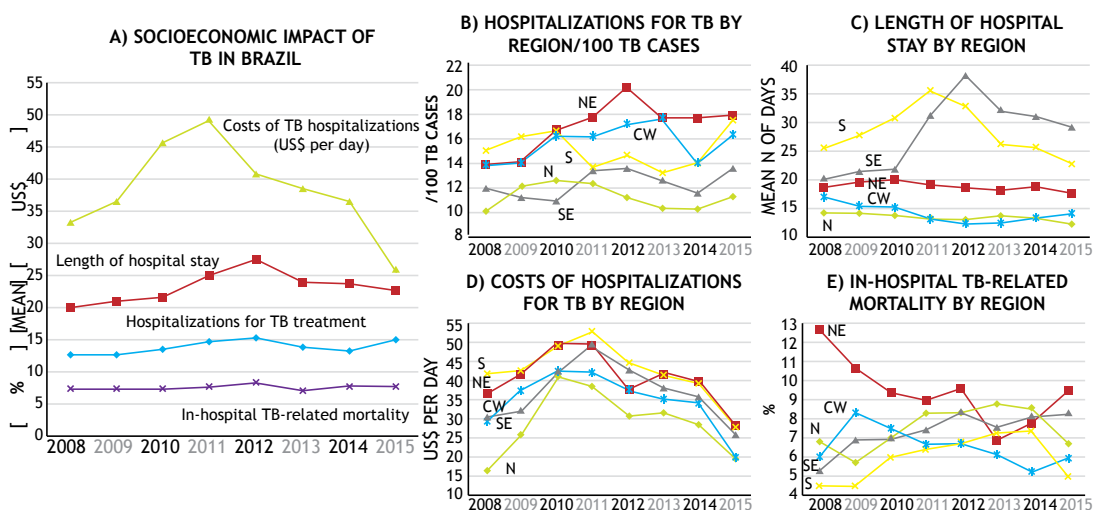 A) SOCIOECONOMIC IMPACT OF
TB IN BRAZIL
55
50
45
40
35
30
25
20
15
10
5
0
[ % ] [MEAN] [ US$ ]
Costs of TB hospitalizations
(US$ per day)
Length of hospital stay
Hospitalizations for TB treatment
In-hospital TB-related mortality
2008 2009 2010 2011 2012 2013 2014 2015
B) HOSPITALIZATIONS FOR TB BY
REGION/100 TB CASES
/100 TB CASES
22
20
18
16
14
12
10
8
NE
CW
S
N
SE
2008 2009 2010 2011 2012 2013 2014 2015
C) LENGTH OF HOSPITAL
STAY BY REGION
MEAN N OF DAYS
40
35
30
25
20
15
10
S
SE
NE
CW
N
2008 2009 2010 2011 2012 2013 2014 2015
D) COSTS OF HOSPITALIZATIONS
FOR TB BY REGION
US$ PER DAY
55
50
45
40
35
30
25
20
15
10
S
NE
CW
SE
N
2008 2009 2010 2011 2012 2013 2014 2015
E) IN-HOSPITAL TB-RELATED
MORTALITY BY REGION
%
13
12
11
10
9
8
7
6
5
4
NE
CW
N
SE
S
2008 2009 2010 2011 2012 2013 2014 2015